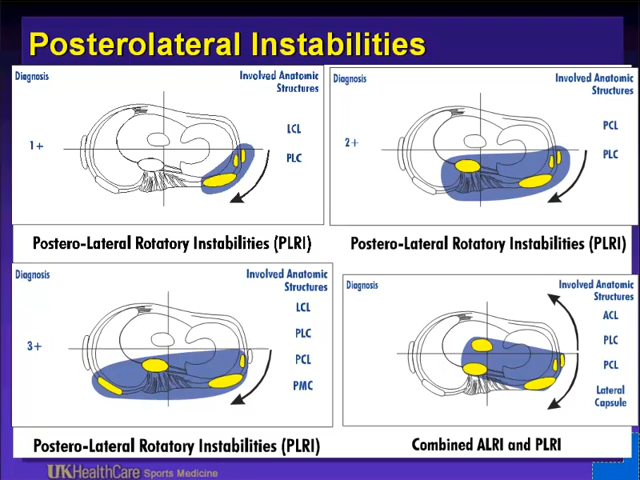 Posterolateral Instabilities
Diagnosis
Involved Anatomic
Structures
1+
LCL
PLC
Postero-Lateral Rotatory Instabilities (PLRI)
Diagnosis
Involved Anatomic
Structures
2+
PCL
PLC
Postero-Lateral Rotatory Instabilities (PLRI)
Diagnosis
Involved Anatomic
Structures
3+
LCL
PLC
PCL
PMC
Postero-Lateral Rotatory Instabilities (PLRI)
Diagnosis
Involved Anatomic
Structures
ACL
PLC
PCL
Lateral
Capsule
Combined ALRI and PLRI
UKHealthCare Sports Medicine